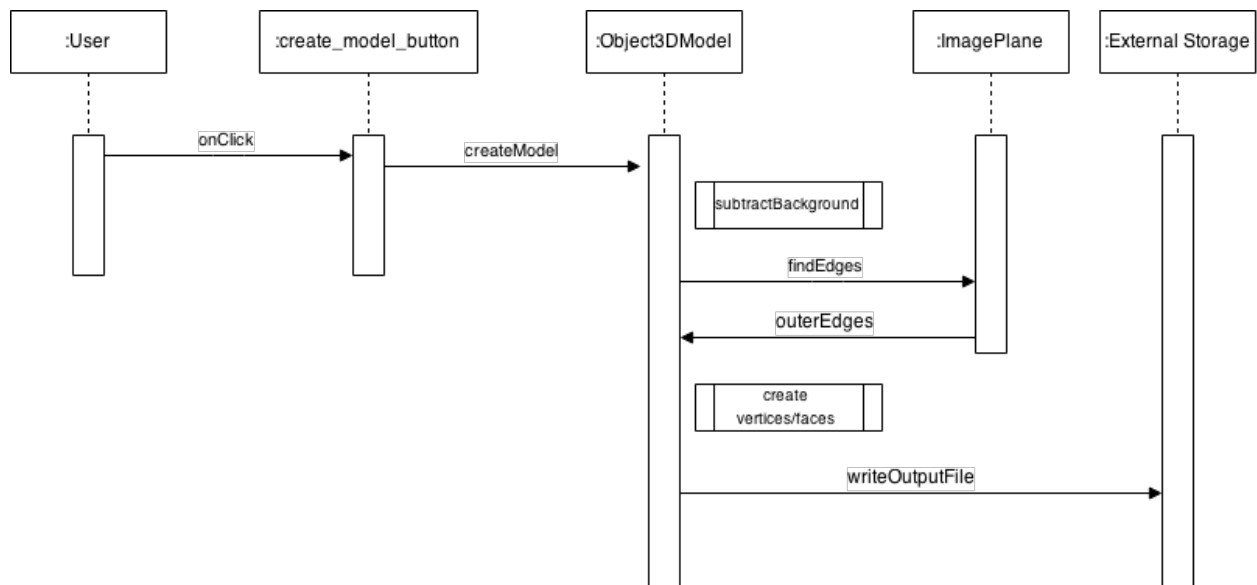 :User
:create_model_button
:Object3DModel
:ImagePlane
:External Storage
onClick
createModel
subtractBackground
findEdges
outerEdges
create
vertices/faces
writeOutputFile